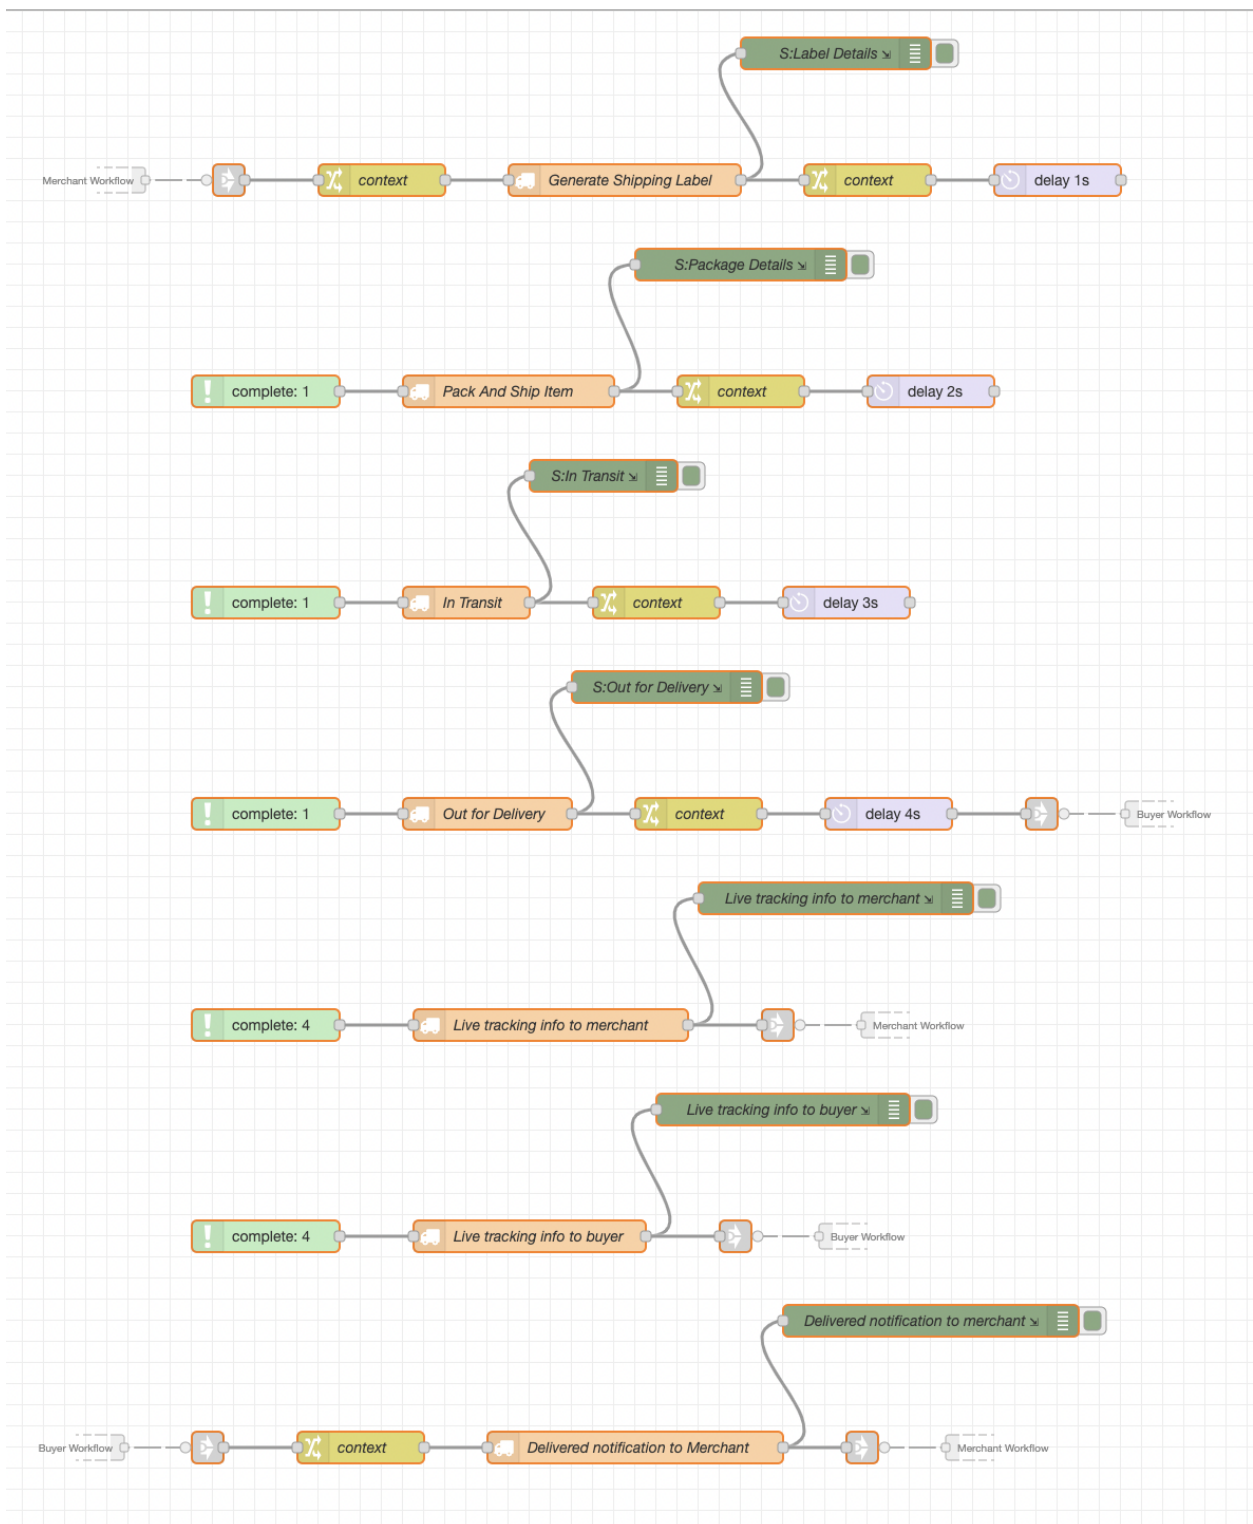 S:Label Details
Merchant Workflow context Generate Shipping Label context delay 1s
S:Package Details
complete: 1 Pack And Ship Item context delay 2s
S:In Transit
complete: 1 In Transit context delay 3s
S:Out for Delivery
complete: 1 Out for Delivery context delay 4s Buyer Workflow
Live tracking info to merchant
complete: 4 Live tracking info to merchant Merchant Workflow
Live tracking info to buyer
complete: 4 Live tracking info to buyer Buyer Workflow
Delivered notification to merchant
Buyer Workflow context Delivered notification to Merchant Merchant Workflow